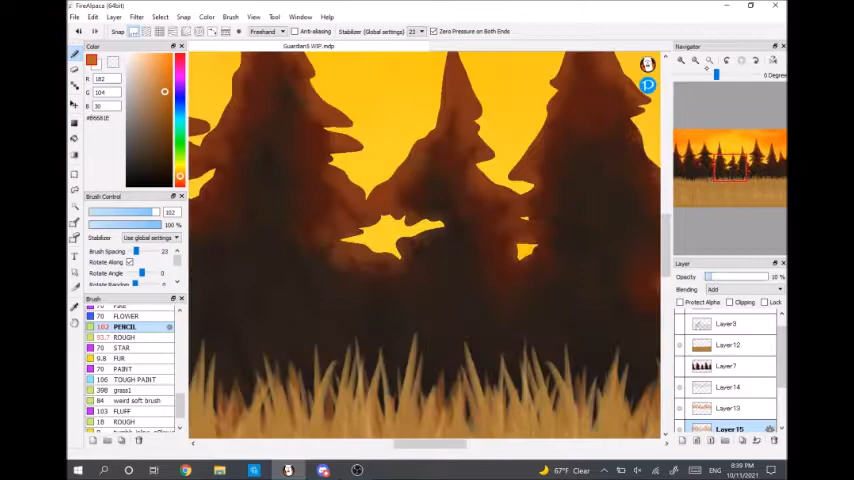 FireAlpaca (64bit)
File Edit Layer Filter Select Snap Color Brush View Tool Window Help
Snap Freehand Anti-aliasing Stabilizer (Global settings) 23 Zero Pressure on Both Ends
Guardian5 WIP.mdp
Color
R 182
G 104
B 30
Brush Control
102
100 %
Stabilizer Use global settings
Brush Spacing 23
Rotate Along
Rotate Angle 0
Brush
70 FLOWER
102 PENCIL
93.7 ROUGH
70 STAR
9.8 FUR
70 PAINT
106 TOUGH PAINT
398 grass1
84 weird soft brush
103 FLUFF
18 ROUGH
Navigator
0 Degree
Layer
Opacity 10 %
Blending Add
Protect Alpha Clipping Lock
Layer3
Layer12
Layer7
Layer14
Layer13
Layer15
67°F Clear
ENG
8:39 PM
10/11/2021